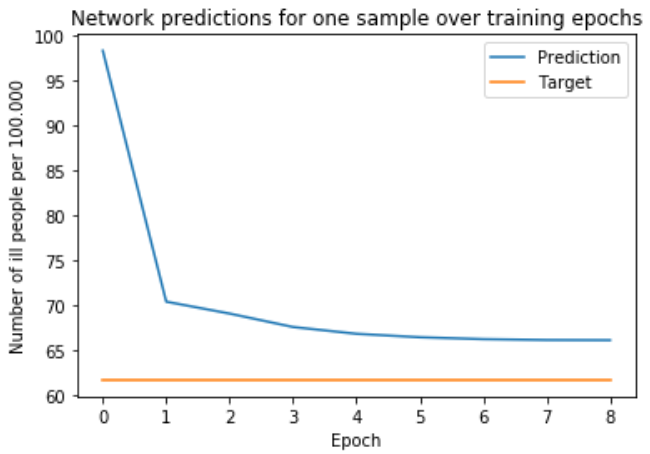 Network predictions for one sample over training epochs
Prediction
Target
100
95
90
85
80
75
70
65
60
Number of ill people per 100.000
0 1 2 3 4 5 6 7 8
Epoch